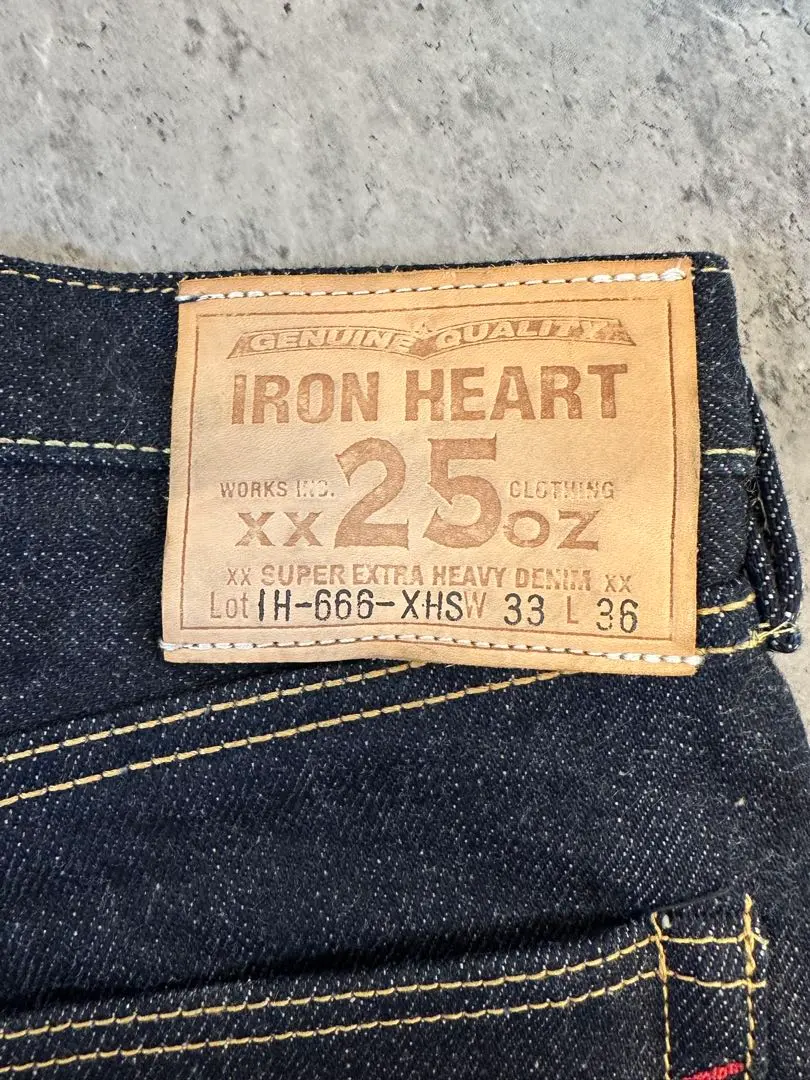 GENUINE QUALITY
IRON HEART
WORKS INC. 25 CLOTHING
XX OZ
XX SUPER EXTRA HEAVY DENIM XX
Lot IH-666-XHS W 33 L 36